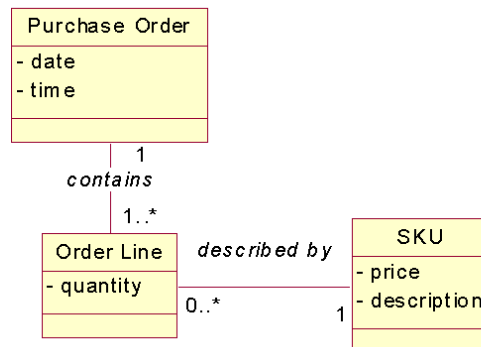 Purchase Order
- date
- time
1
contains
1..*
Order Line
- quantity
described by
0..*
1
SKU
- price
- description